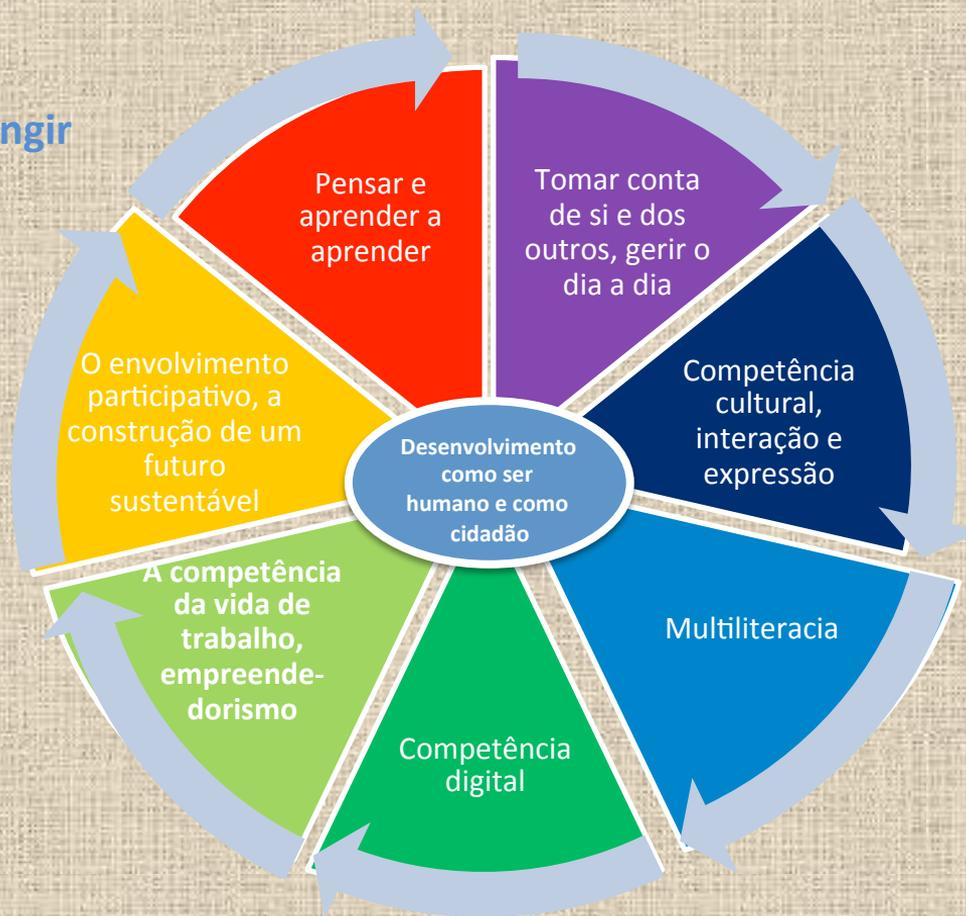 ngir
Pensar e
aprender a
aprender
Tomar conta
de si e dos
outros, gerir o
dia a dia
Competência
cultural,
interação e
expressão
Multiliteracia
Competência
digital
A competência
da vida de
trabalho,
empreende-
dorismo
O envolvimento
participativo, a
construção de um
futuro
sustentável
Desenvolvimento
como ser
humano e como
cidadão